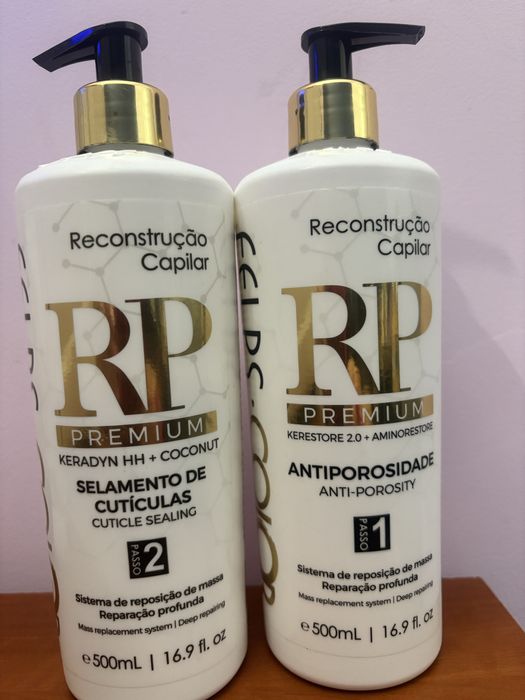 Reconstrução
Capilar
RP
PREMIUM
KERADYN HH + COCONUT
SELAMENTO DE
CUTÍCULAS
CUTICLE SEALING
PASSO 2
Sistema de reposição de massa
Reparação profunda
Mass replacement system | Deep repairing
e 500mL | 16.9 fl. oz
Reconstrução
Capilar
RP
PREMIUM
KERESTORE 2.0 + AMINORESTORE
ANTIPOROSIDADE
ANTI-POROSITY
PASSO 1
Sistema de reposição de massa
Reparação profunda
Mass replacement system | Deep repairing
e 500mL | 16.9 fl. oz